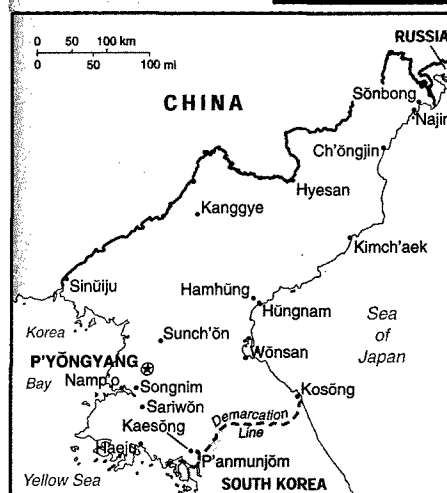 0 50 100 km
0 50 100 mi
RUSSIA
CHINA
Sŏnbong
Najin
Ch'ŏngjin
Hyesan
Kanggye
Kimch'aek
Sinŭiju
Hamhŭng
Hŭngnam
Sea
of
Japan
Korea
Bay
Sunch'ŏn
Wŏnsan
P'YŎNGYANG
Namp'o
Songnim
Sariwŏn
Kosŏng
Kaesŏng
Demarcation
Line
Haeju
P'anmunjŏm
Yellow Sea
SOUTH KOREA